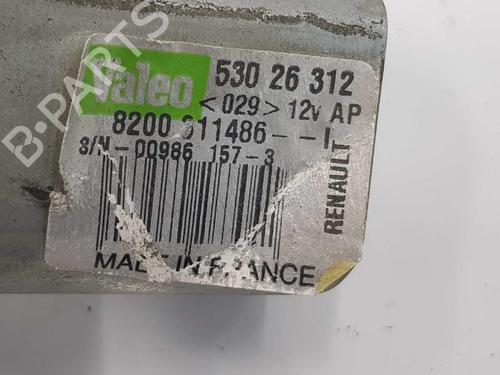 Valeo 530 26 312
<029> 12V AP
8200 311486--I
S/N-00986 157-3
RENAULT
MADE IN FRANCE
B-PARTS